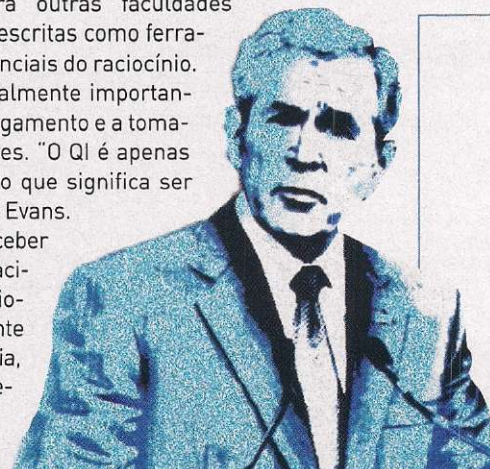 ra outras faculdades
escritas como ferra-
nciais do raciocínio.
almente importan-
gamento e a toma-
es. "O QI é apenas
o que significa ser
Evans.
ceber
aci-
io-
nte
ia,
e-